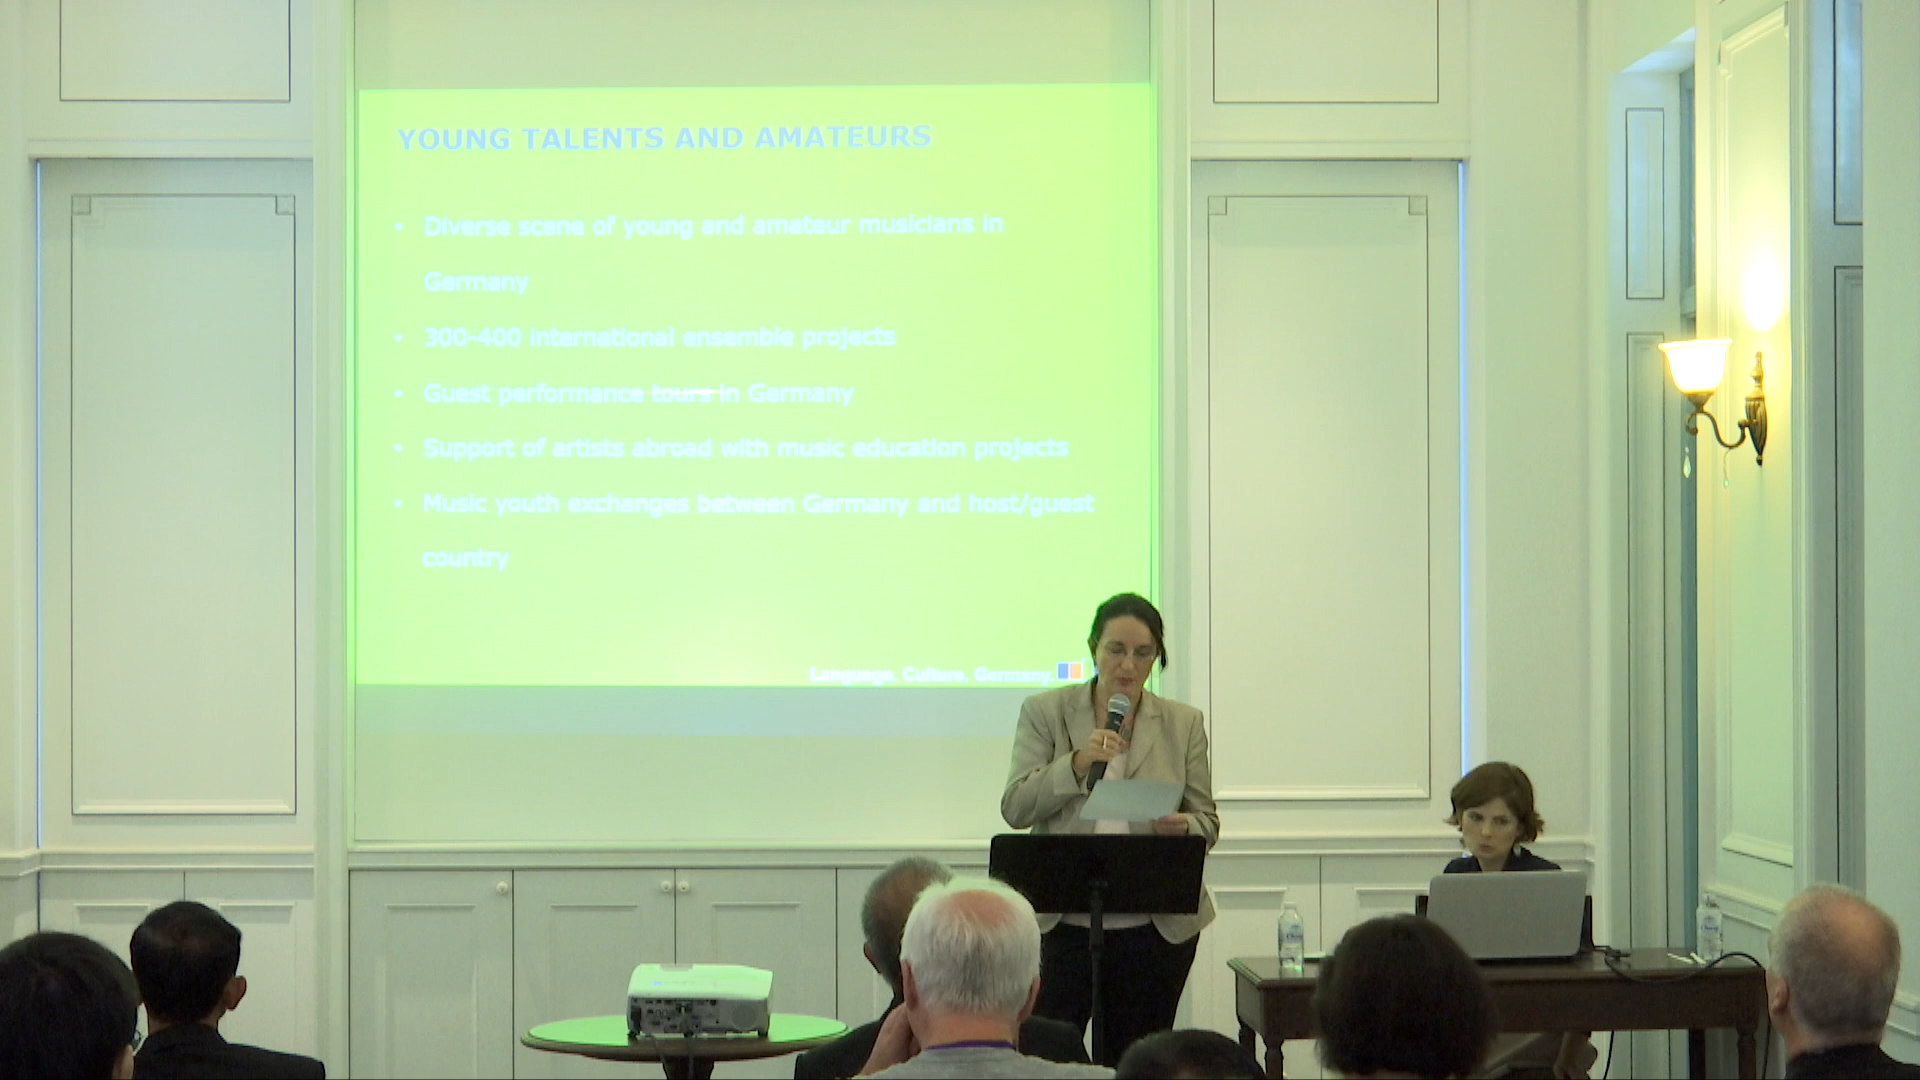 YOUNG TALENTS AND AMATEURS
• Diverse scene of young and amateur musicians in
Germany
• 300-400 international ensemble projects
• Guest performance tours in Germany
• Support of artists abroad with music education projects
• Music youth exchanges between Germany and host/guest
country
Language. Culture. Germany.